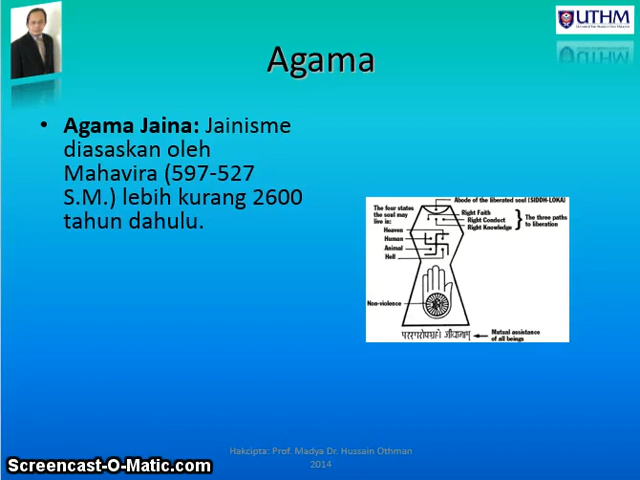 UTHM
Agama
• Agama Jaina: Jainisme
diasaskan oleh
Mahavira (597-527
S.M.) lebih kurang 2600
tahun dahulu.
Abode of the liberated soul (SIDDH-LOKA)
The four states
the soul may
live in:
Right Faith
Right Conduct
Right Knowledge
The three paths
to liberation
Heaven
Human
Animal
Hell
Non-violence
परस्परोपग्रहो जीवानाम्
Mutual assistance
of all beings
Hakcipta: Prof. Madya Dr. Hussain Othman
2014
Screencast-O-Matic.com